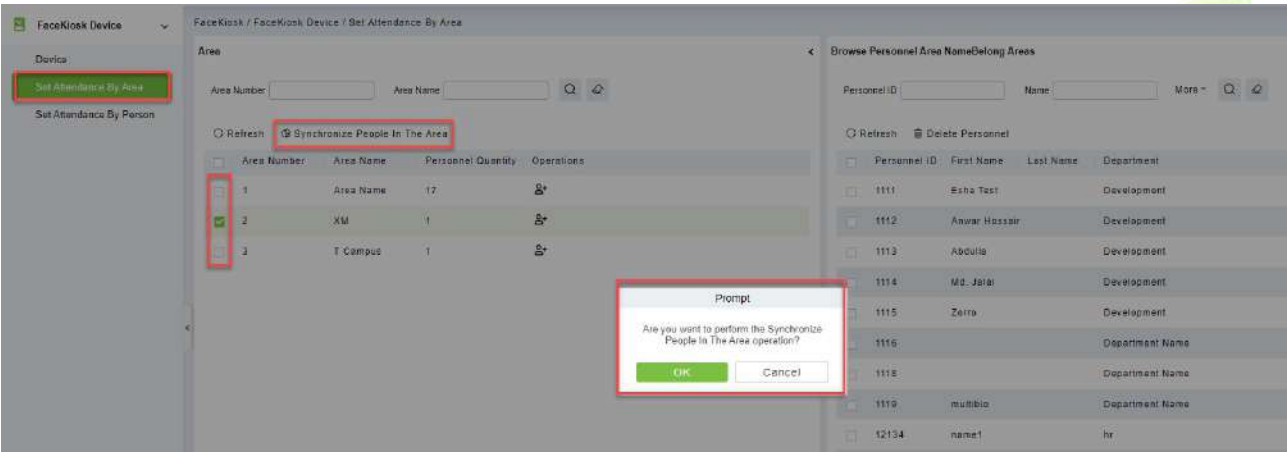 FaceKiosk Device
FaceKiosk / FaceKiosk Device / Set Attendance By Area
Device
Set Attendance By Area
Set Attendance By Person
Area
Area Number
Area Name
Refresh
Synchronize People In The Area
Area Number Area Name Personnel Quantity Operations
1 Area Name 17
2 XM 1
3 T Campus 1
Browse Personnel Area NameBelong Areas
Personnel ID
Name
More
Refresh
Delete Personnel
Personnel ID First Name Last Name Department
1111 Esha Test Development
1112 Anwar Hossair Development
1113 Abdulla Development
1114 Md. Jalal Development
1115 Zerro Development
1116 Department Name
1118 Department Name
1119 multibio Department Name
12134 name1 hr
Prompt
Are you want to perform the Synchronize
People In The Area operation?
OK
Cancel